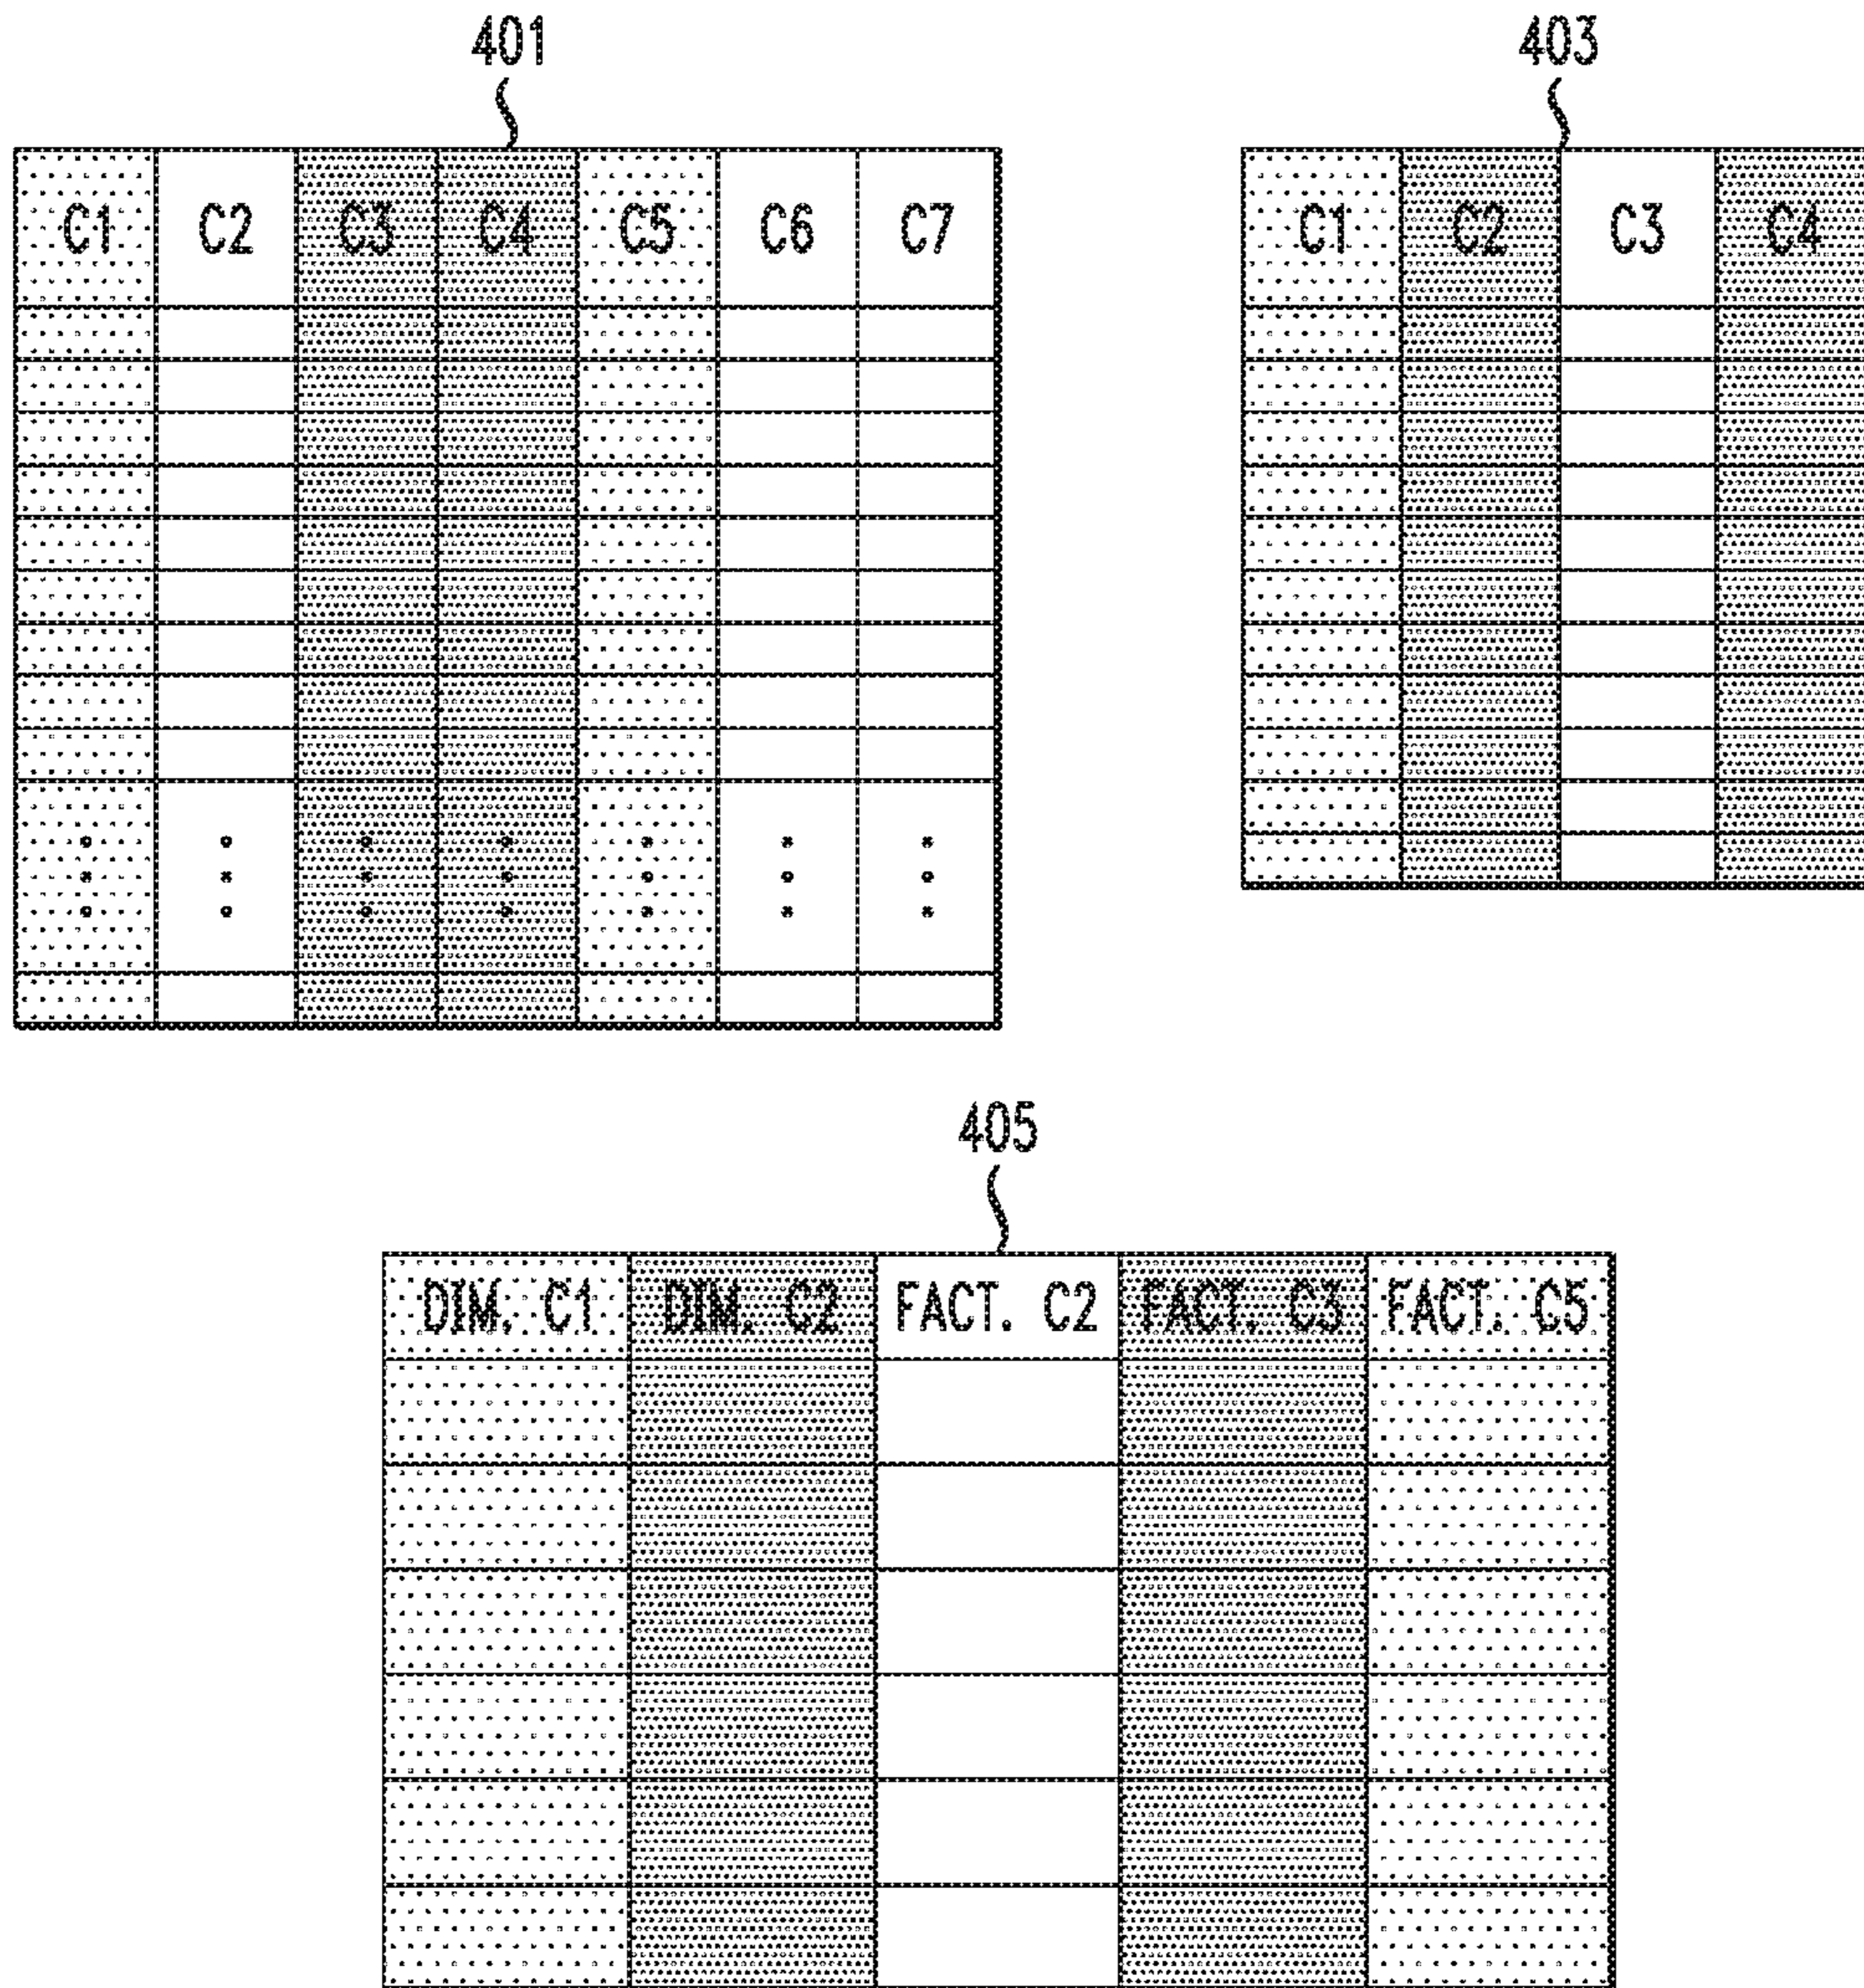 401
403
C1 C2 C3 C4 C5 C6 C7
C1 C2 C3 C4
405
DIM. C1 DIM. C2 FACT. C2 FACT. C3 FACT. C5